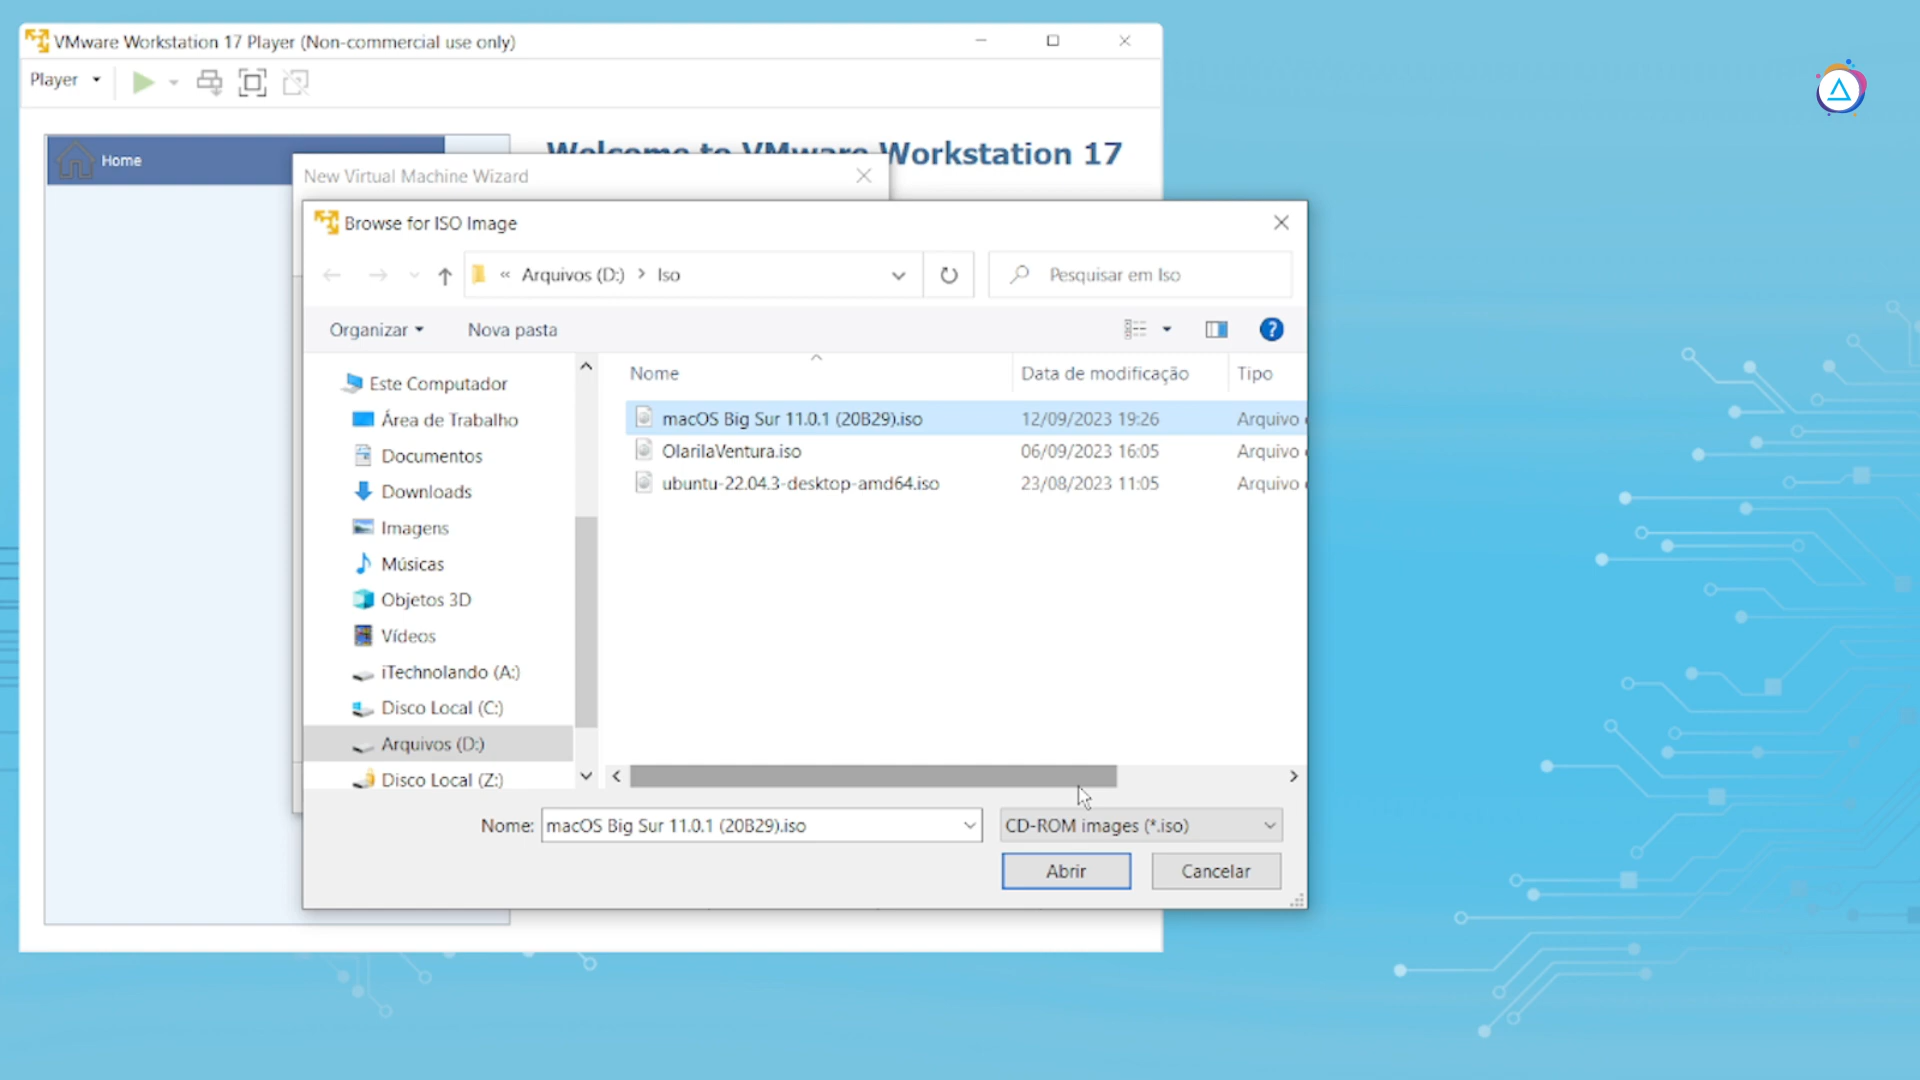 VMware Workstation 17 Player (Non-commercial use only)
Player
Home
Welcome to VMware Workstation 17
New Virtual Machine Wizard
Browse for ISO Image
« Arquivos (D:) > Iso
Pesquisar em Iso
Organizar
Nova pasta
Nome
Data de modificação
Tipo
Este Computador
Área de Trabalho
Documentos
Downloads
Imagens
Músicas
Objetos 3D
Vídeos
iTechnolando (A:)
Disco Local (C:)
Arquivos (D:)
Disco Local (Z:)
macOS Big Sur 11.0.1 (20B29).iso 12/09/2023 19:26 Arquivo
OlarilaVentura.iso 06/09/2023 16:05 Arquivo
ubuntu-22.04.3-desktop-amd64.iso 23/08/2023 11:05 Arquivo
Nome: macOS Big Sur 11.0.1 (20B29).iso
CD-ROM images (*.iso)
Abrir
Cancelar